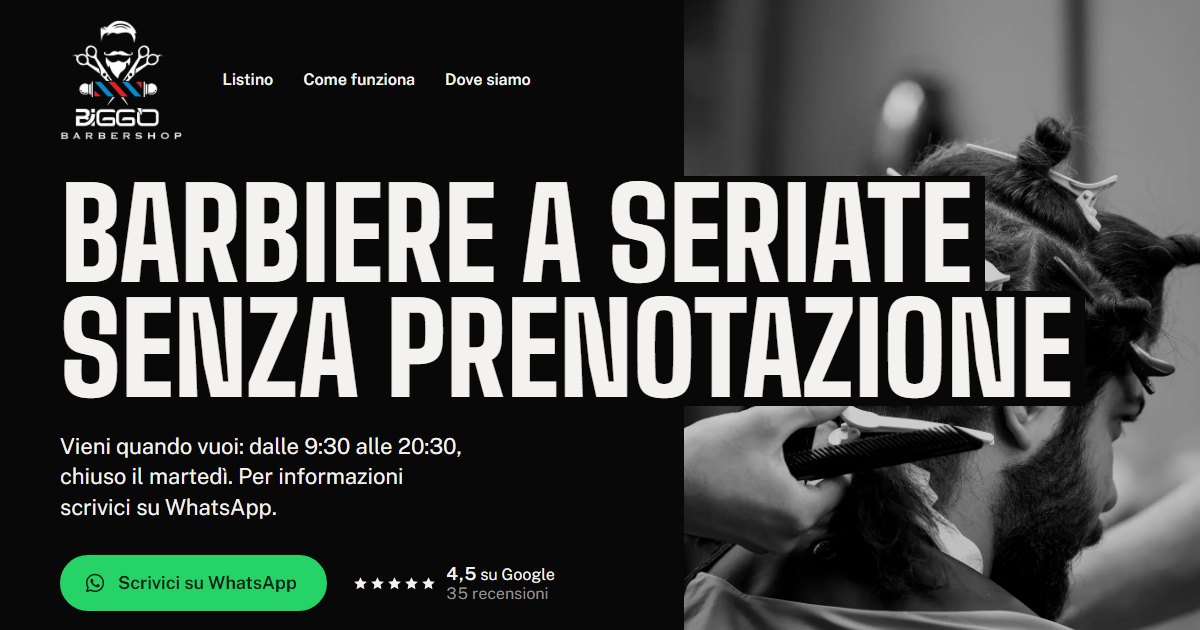 BIGGO
BARBERSHOP
Listino
Come funziona
Dove siamo
BARBIERE A SERIATE
SENZA PRENOTAZIONE
Vieni quando vuoi: dalle 9:30 alle 20:30,
chiuso il martedì. Per informazioni
scrivici su WhatsApp.
Scrivici su WhatsApp
4,5 su Google
35 recensioni